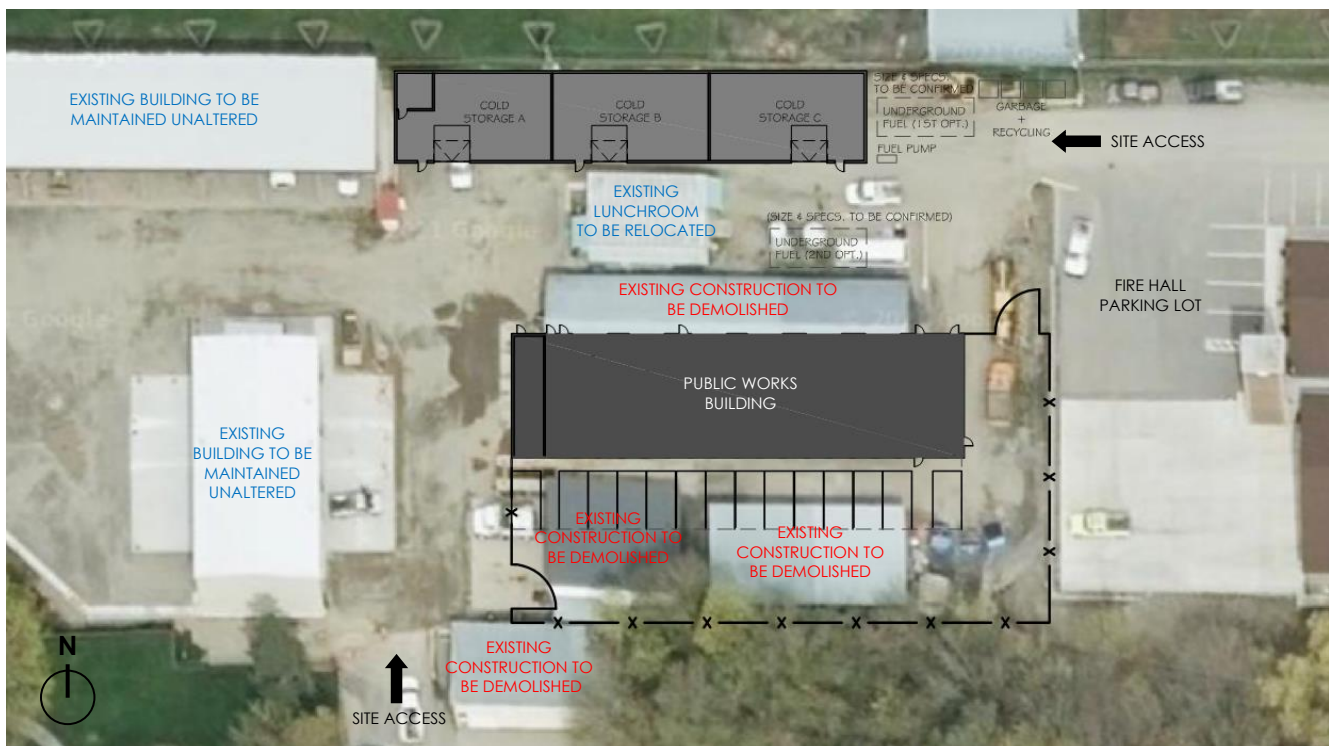 EXISTING BUILDING TO BE
MAINTAINED UNALTERED
COLD
STORAGE A
COLD
STORAGE B
COLD
STORAGE C
SIZE & SPECS.
TO BE CONFIRMED
UNDERGROUND
FUEL (1ST OPT.)
FUEL PUMP
GARBAGE
+
RECYCLING
SITE ACCESS
EXISTING
LUNCHROOM
TO BE RELOCATED
(SIZE & SPECS. TO BE CONFIRMED)
UNDERGROUND
FUEL (2ND OPT.)
EXISTING CONSTRUCTION TO
BE DEMOLISHED
FIRE HALL
PARKING LOT
PUBLIC WORKS
BUILDING
EXISTING
BUILDING TO BE
MAINTAINED
UNALTERED
EXISTING
CONSTRUCTION TO
BE DEMOLISHED
EXISTING
CONSTRUCTION TO
BE DEMOLISHED
EXISTING
CONSTRUCTION TO
BE DEMOLISHED
N
SITE ACCESS